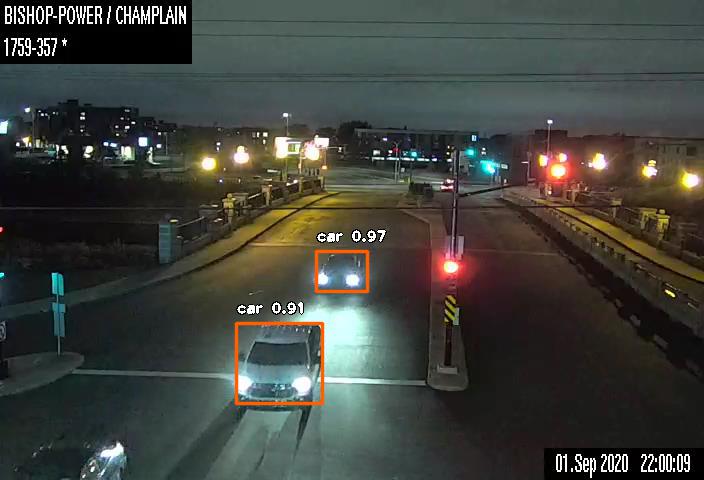 BISHOP-POWER / CHAMPLAIN
1759-357 *
car 0.97
car 0.91
01.Sep 2020 22:00:09